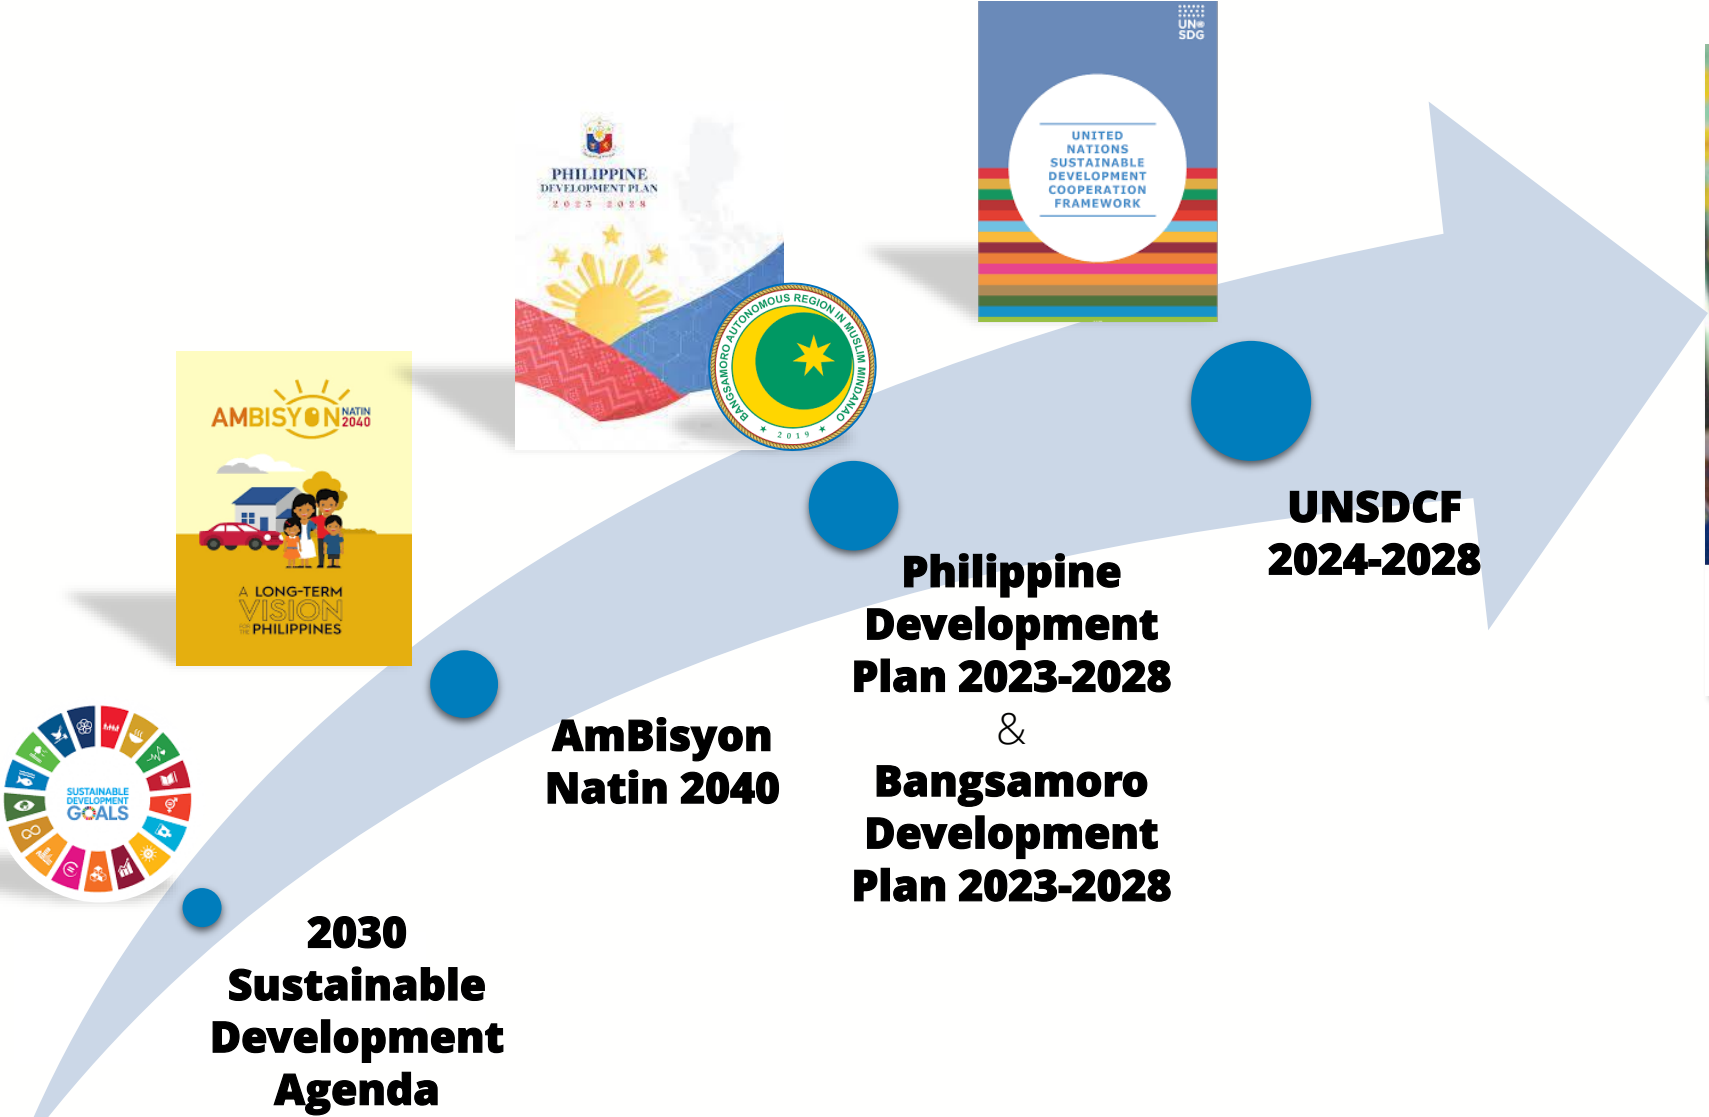 UN
SDG
UNITED
NATIONS
SUSTAINABLE
DEVELOPMENT
COOPERATION
FRAMEWORK
PHILIPPINE
DEVELOPMENT PLAN
2023-2028
BANGSAMORO AUTONOMOUS REGION IN MUSLIM MINDANAO
2019
AMBISYON NATIN 2040
A LONG-TERM
VISION
FOR THE PHILIPPINES
SUSTAINABLE
DEVELOPMENT
GOALS
2030
Sustainable
Development
Agenda
AmBisyon
Natin 2040
Philippine
Development
Plan 2023-2028
&
Bangsamoro
Development
Plan 2023-2028
UNSDCF
2024-2028